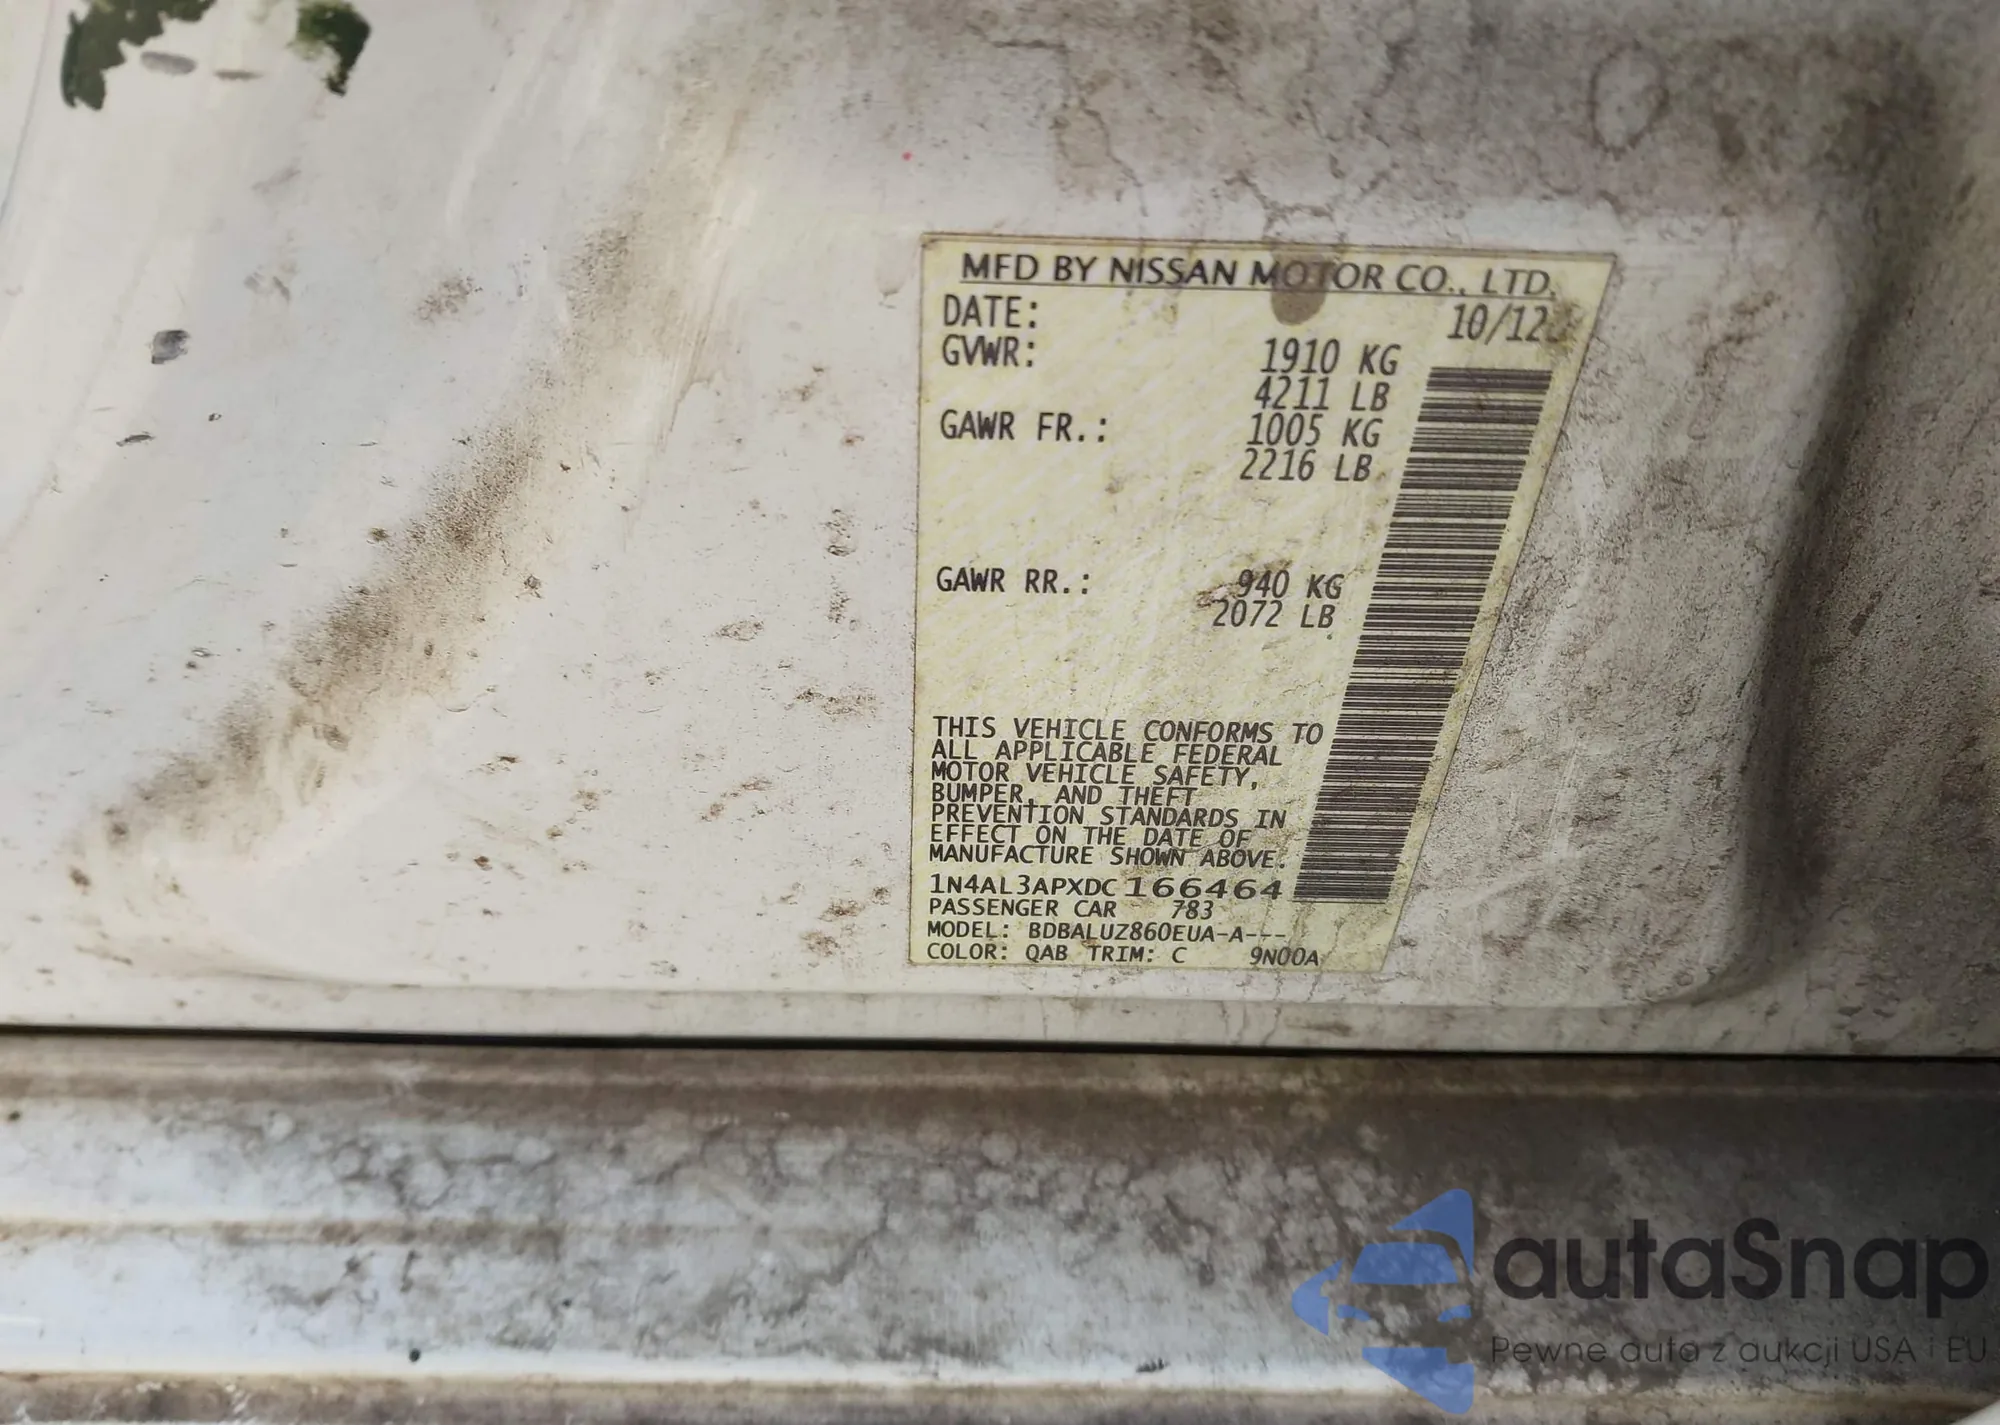 MFD BY NISSAN MOTOR CO., LTD.
DATE: 10/12
GVWR: 1910 KG
4211 LB
GAWR FR.: 1005 KG
2216 LB
GAWR RR.: 940 KG
2072 LB
THIS VEHICLE CONFORMS TO
ALL APPLICABLE FEDERAL
MOTOR VEHICLE SAFETY,
BUMPER, AND THEFT
PREVENTION STANDARDS IN
EFFECT ON THE DATE OF
MANUFACTURE SHOWN ABOVE.
1N4AL3APXDC166464
PASSENGER CAR 783
MODEL: BDBALUZ860EUA-A---
COLOR: QAB TRIM: C 9N00A
autaSnap
Pewne auta z aukcji USA i EU